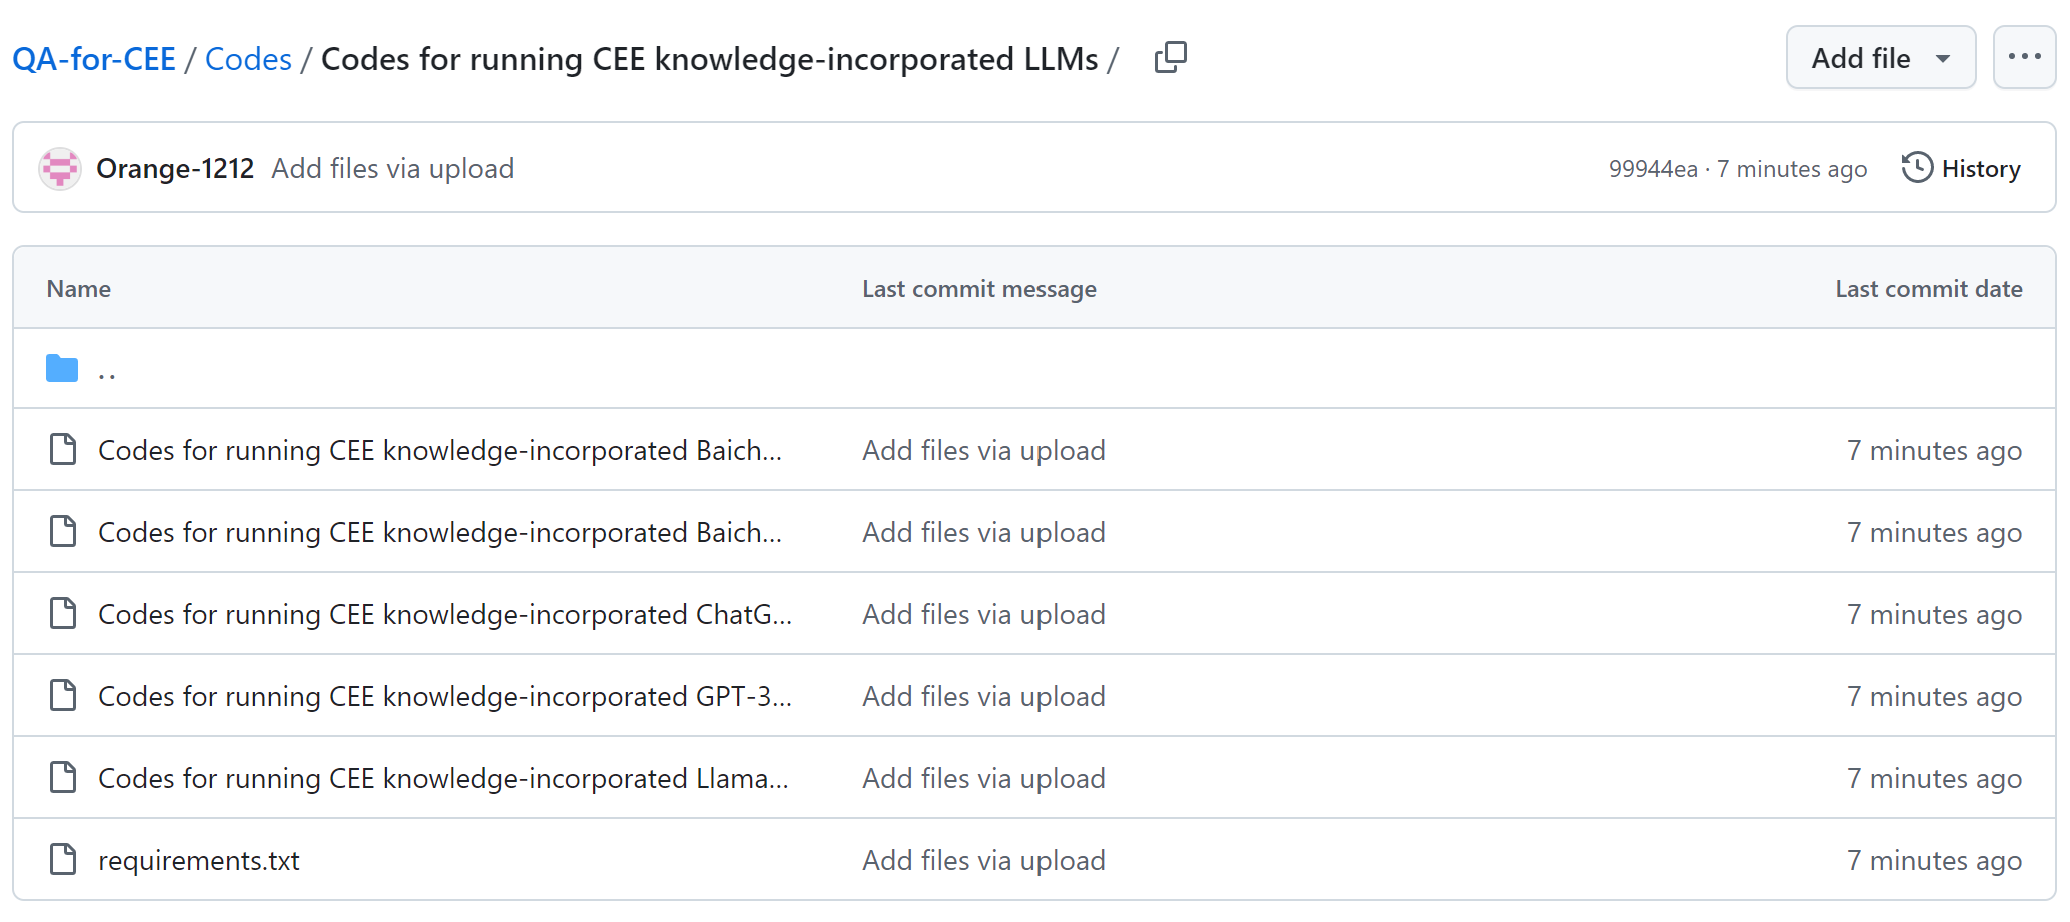 QA-for-CEE / Codes / Codes for running CEE knowledge-incorporated LLMs /
Add file
Orange-1212 Add files via upload
99944ea · 7 minutes ago
History
Name Last commit message Last commit date
..
Codes for running CEE knowledge-incorporated Baich... Add files via upload 7 minutes ago
Codes for running CEE knowledge-incorporated Baich... Add files via upload 7 minutes ago
Codes for running CEE knowledge-incorporated ChatG... Add files via upload 7 minutes ago
Codes for running CEE knowledge-incorporated GPT-3... Add files via upload 7 minutes ago
Codes for running CEE knowledge-incorporated Llama... Add files via upload 7 minutes ago
requirements.txt Add files via upload 7 minutes ago